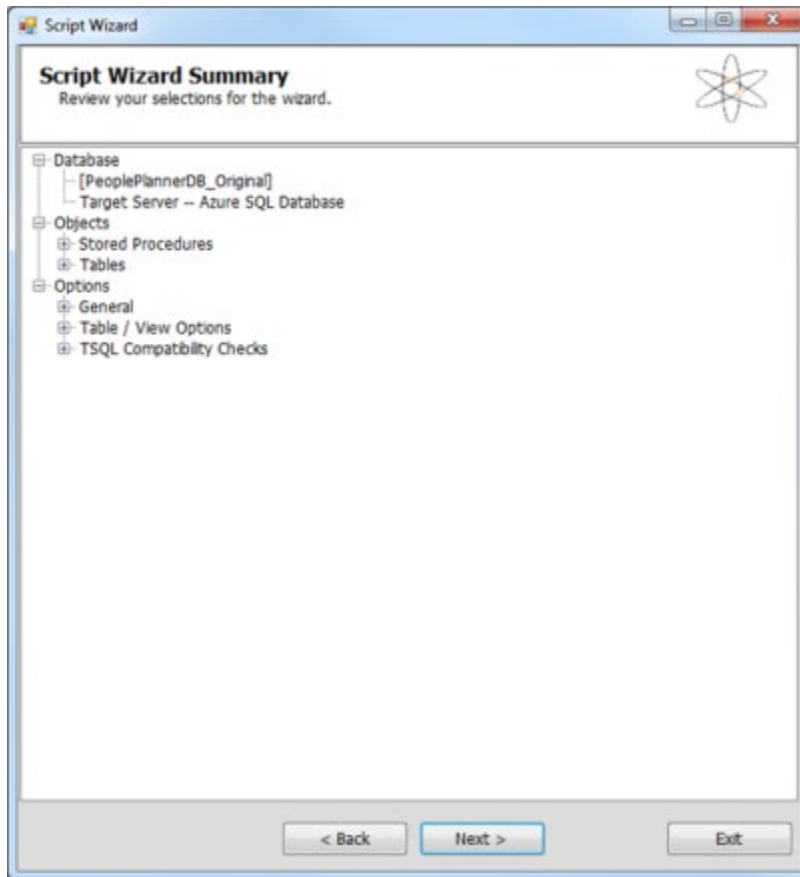 Script Wizard
Script Wizard Summary
Review your selections for the wizard.
Database
[PeoplePlannerDB_Original]
Target Server -- Azure SQL Database
Objects
Stored Procedures
Tables
Options
General
Table / View Options
TSQL Compatibility Checks
< Back Next > Exit